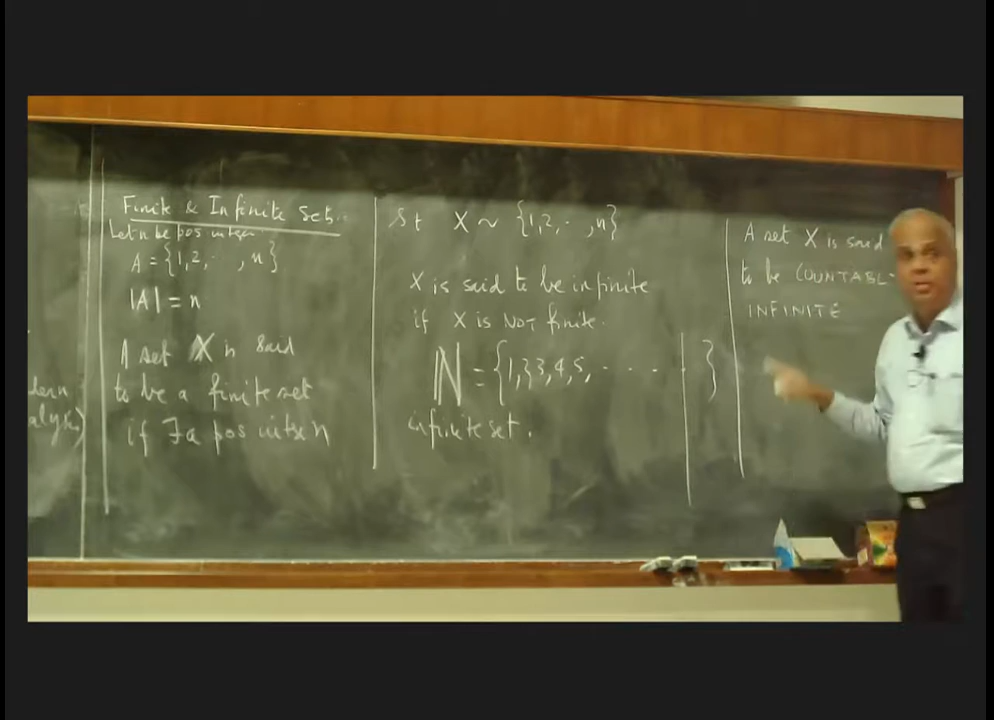 dern
alysis)
Finite & Infinite Sets..
Let n be pos integer
A = {1,2, · · , n}
|A| = n
A set X is said
to be a finite set
if ∃ a pos integer n
St X ~ {1,2, · · , n}
X is said to be infinite
if X is NOT finite.
ℕ = {1,2,3,4,5, · · · · · }
infinite set.
A set X is said
to be COUNTABL-
INFINITE